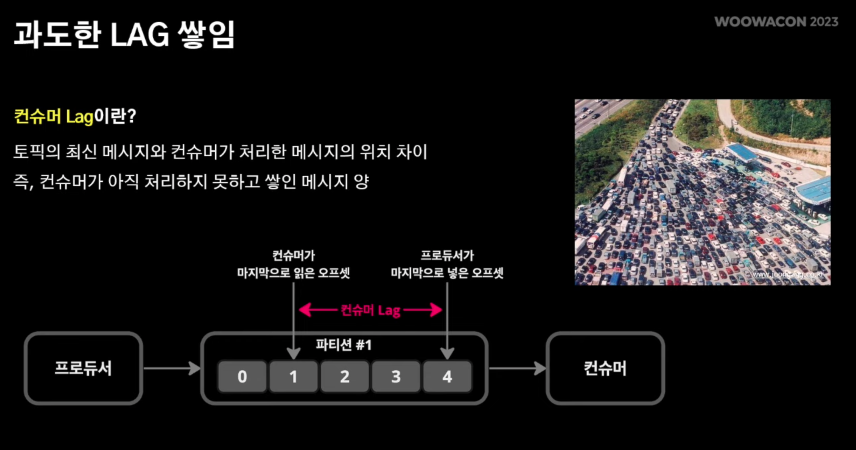 과도한 LAG 쌓임
WOOWACON 2023
컨슈머 Lag이란?
토픽의 최신 메시지와 컨슈머가 처리한 메시지의 위치 차이
즉, 컨슈머가 아직 처리하지 못하고 쌓인 메시지 양
컨슈머가
마지막으로 읽은 오프셋
프로듀서가
마지막으로 넣은 오프셋
컨슈머 Lag
프로듀서
파티션 #1
0 1 2 3 4
컨슈머